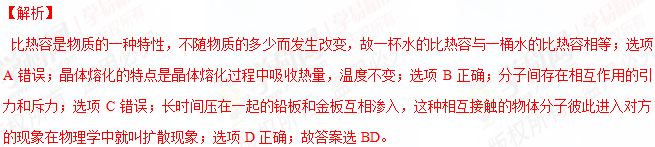 【解析】
比热容是物质的一种特性，不随物质的多少而发生改变，故一杯水的比热容与一桶水的比热容相等；选项
A 错误；晶体熔化的特点是晶体熔化过程中吸收热量，温度不变；选项 B 正确；分子间存在相互作用的引
力和斥力；选项 C 错误；长时间压在一起的铅板和金板互相渗入，这种相互接触的物体分子彼此进入对方
的现象在物理学中就叫扩散现象；选项 D 正确；故答案选 BD。